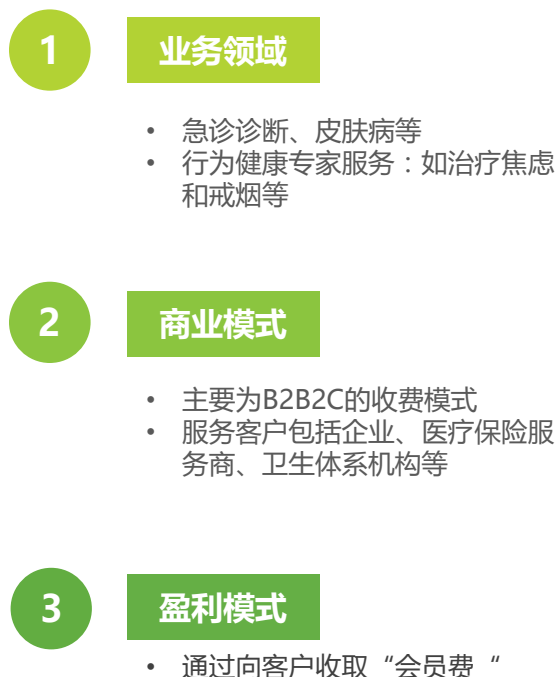 1 业务领域
• 急诊诊断、皮肤病等
• 行为健康专家服务：如治疗焦虑
和戒烟等
2 商业模式
• 主要为B2B2C的收费模式
• 服务客户包括企业、医疗保险服
务商、卫生体系机构等
3 盈利模式
• 通过向客户收取“会员费“